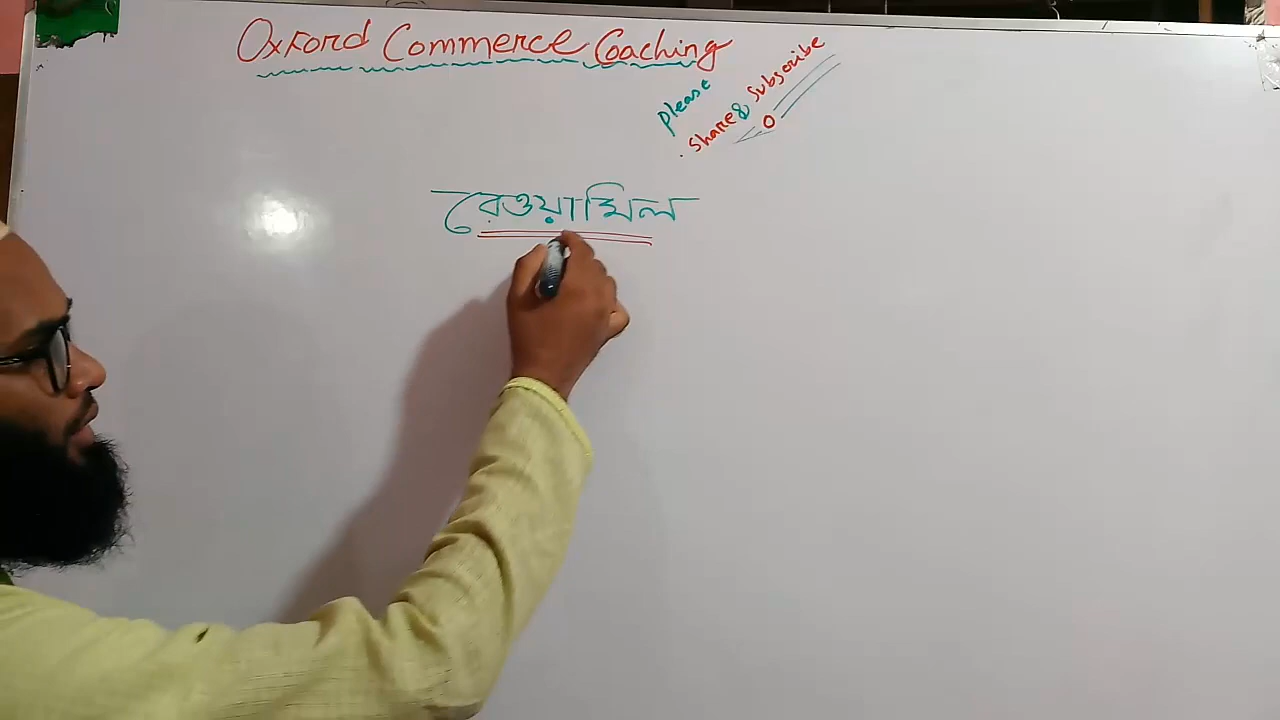 Oxford Commerce Coaching
please
share & subscribe
রেওয়ামিল